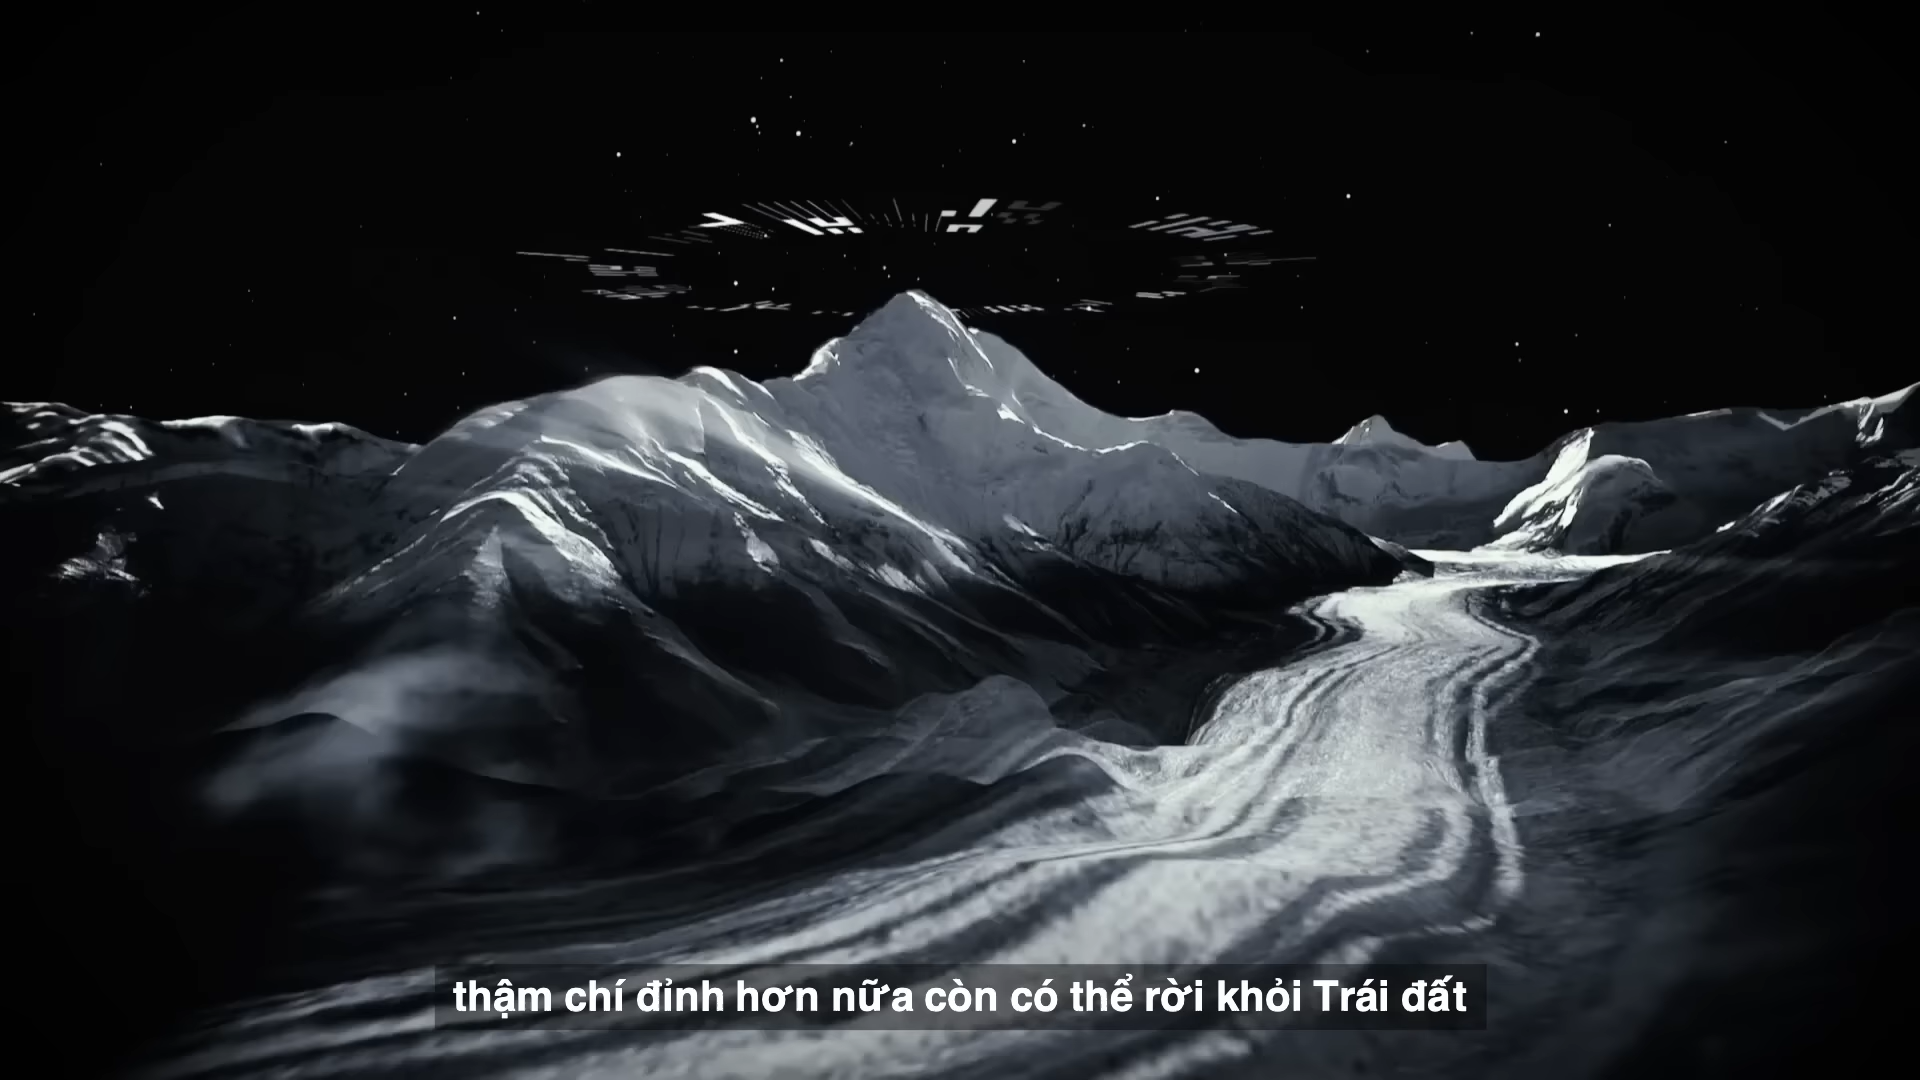 thậm chí đỉnh hơn nữa còn có thể rời khỏi Trái đất